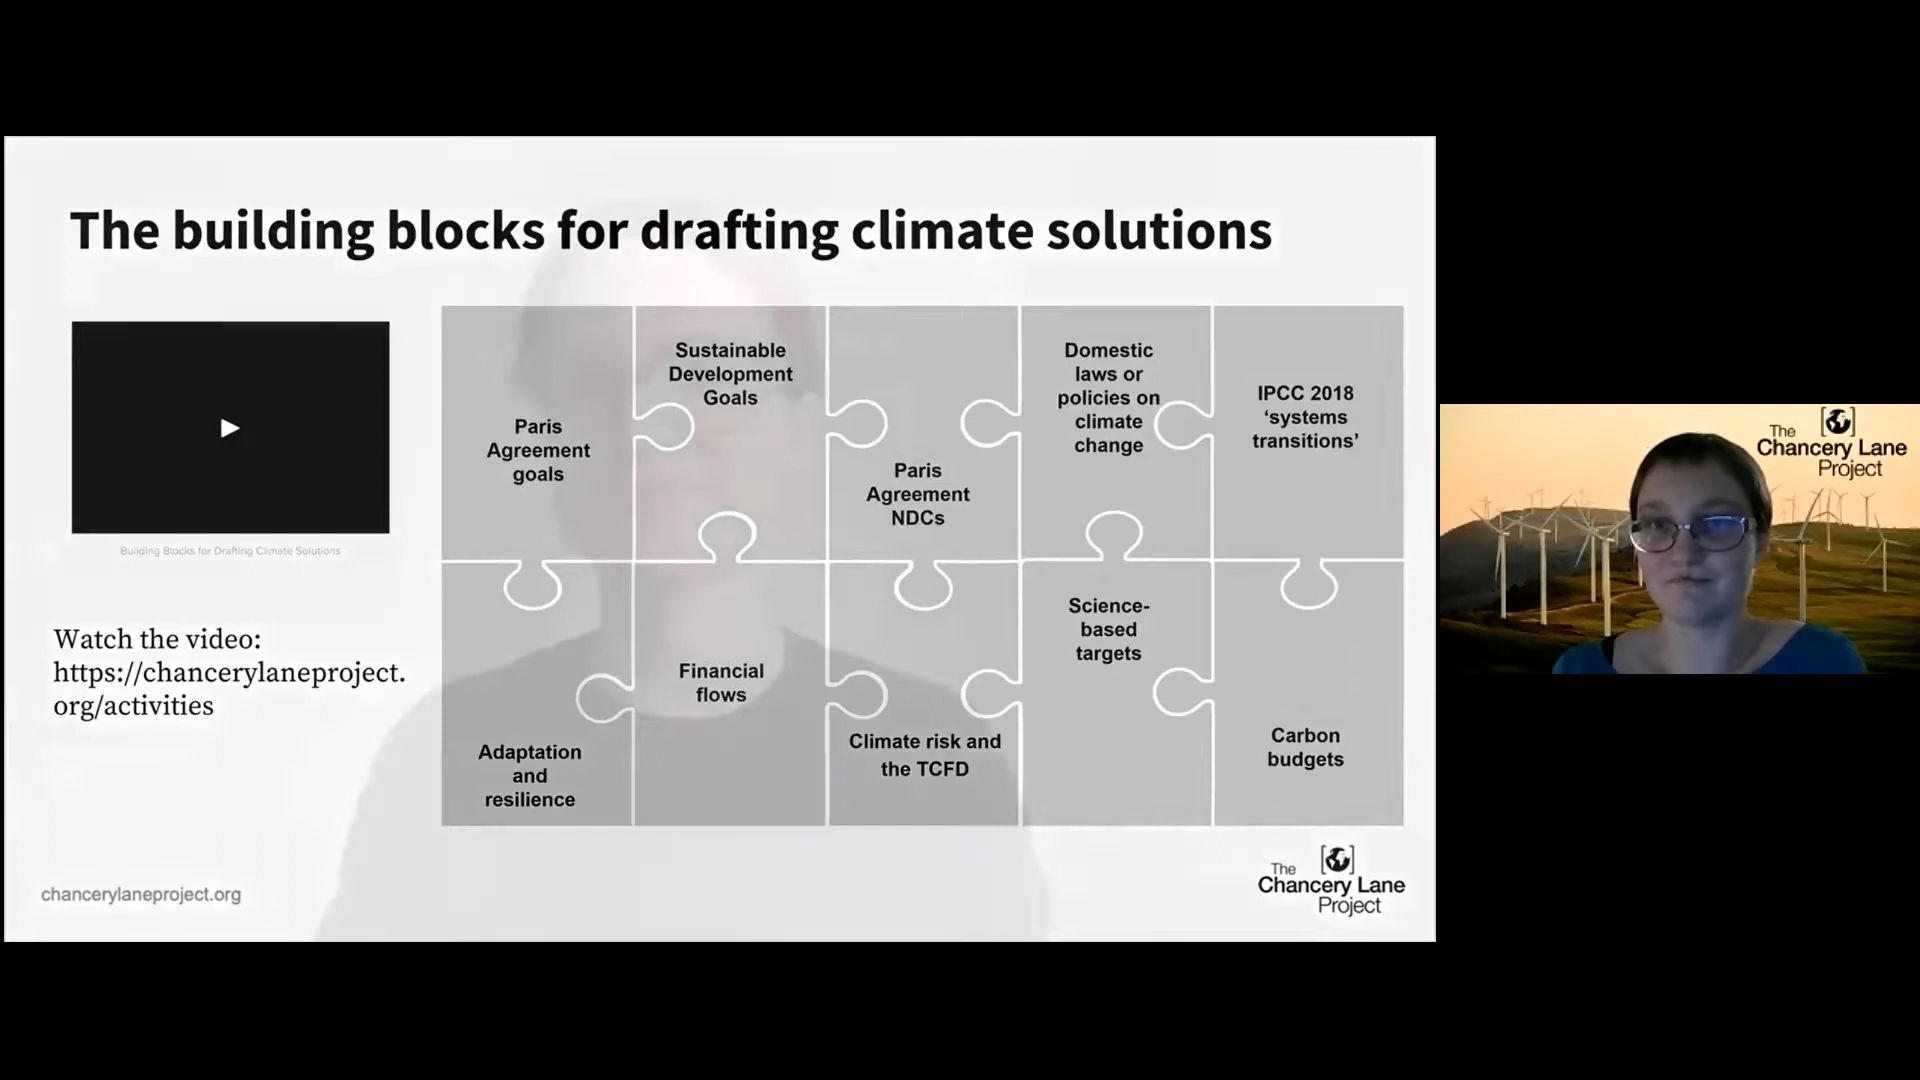 The building blocks for drafting climate solutions
Building Blocks for Drafting Climate Solutions
Watch the video:
https://chancerylaneproject.
org/activities
Paris
Agreement
goals
Sustainable
Development
Goals
Paris
Agreement
NDCs
Domestic
laws or
policies on
climate
change
IPCC 2018
‘systems
transitions’
Adaptation
and
resilience
Financial
flows
Climate risk and
the TCFD
Science-
based
targets
Carbon
budgets
chancerylaneproject.org
The
Chancery Lane
Project
The
Chancery Lane
Project